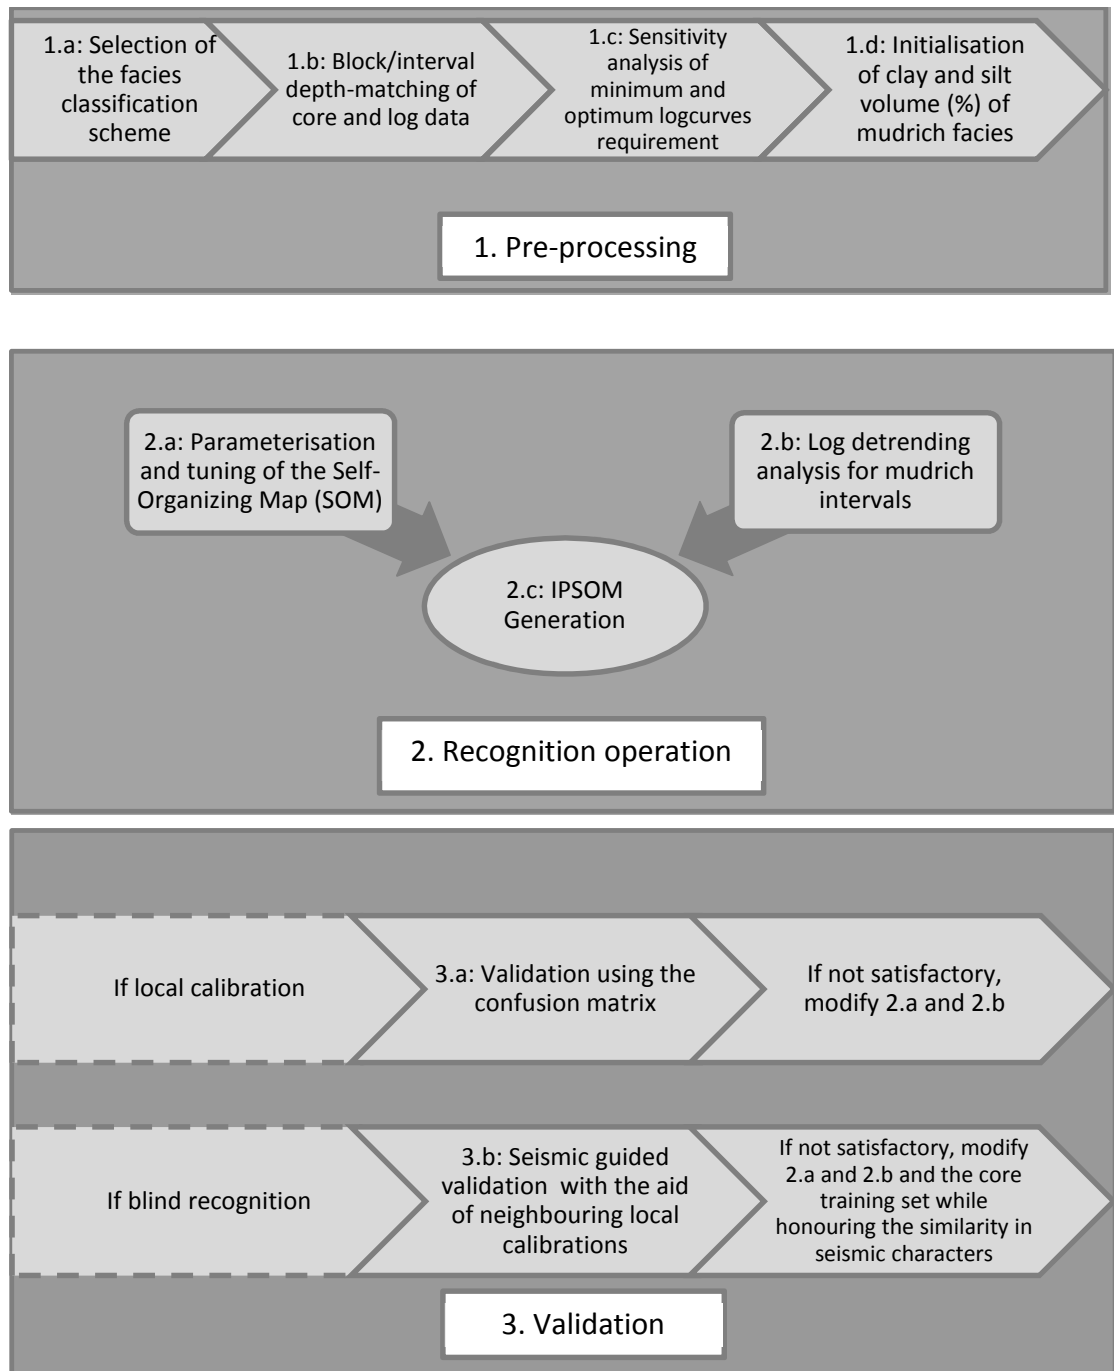 1.a: Selection of
the facies
classification
scheme
1.b: Block/interval
depth-matching of
core and log data
1.c: Sensitivity
analysis of
minimum and
optimum logcurves
requirement
1.d: Initialisation
of clay and silt
volume (%) of
mudrich facies
1. Pre-processing
2.a: Parameterisation
and tuning of the Self-
Organizing Map (SOM)
2.b: Log detrending
analysis for mudrich
intervals
2.c: IPSOM
Generation
2. Recognition operation
If local calibration
3.a: Validation using the
confusion matrix
If not satisfactory,
modify 2.a and 2.b
If blind recognition
3.b: Seismic guided
validation with the aid
of neighbouring local
calibrations
If not satisfactory, modify
2.a and 2.b and the core
training set while
honouring the similarity in
seismic characters
3. Validation